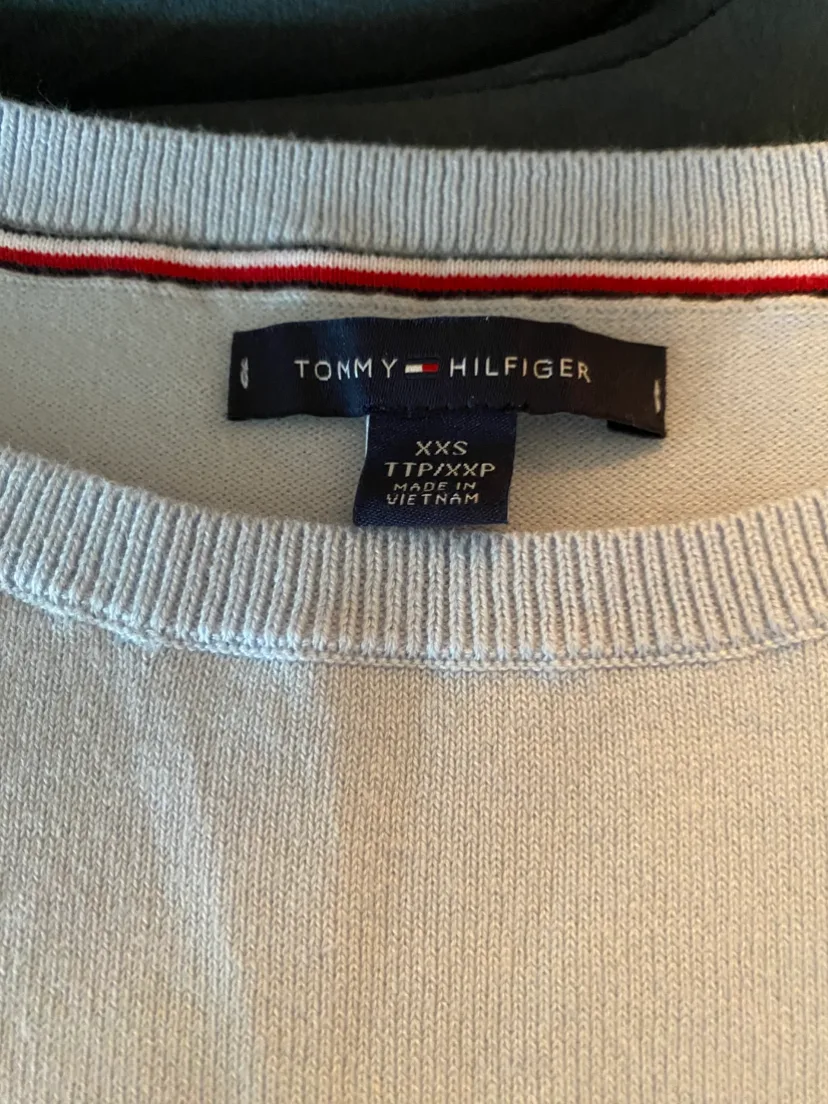 TOMMY HILFIGER
XXS
TTP/XXP
MADE IN
VIETNAM